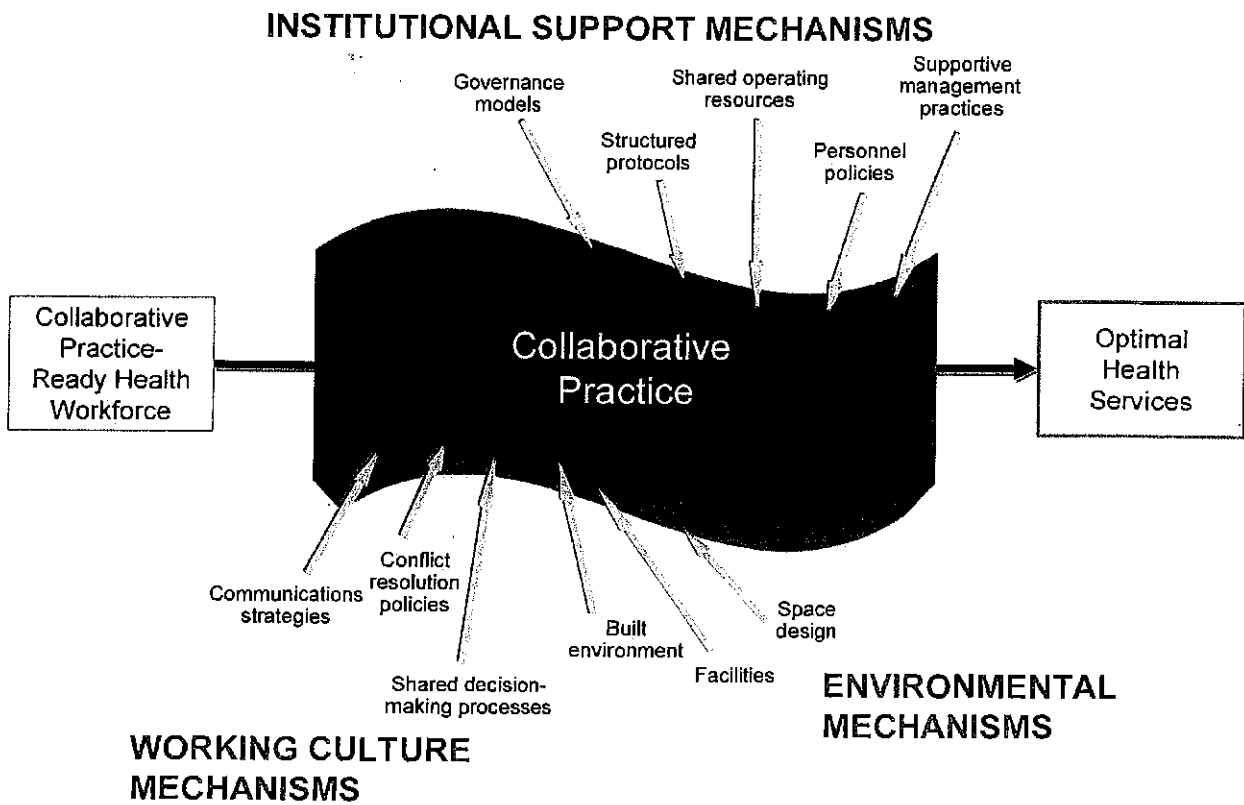 INSTITUTIONAL SUPPORT MECHANISMS
Governance
models
Structured
protocols
Shared operating
resources
Personnel
policies
Supportive
management
practices
Collaborative
Practice-
Ready Health
Workforce
Collaborative
Practice
Optimal
Health
Services
Communications
strategies
Conflict
resolution
policies
Shared decision-
making processes
Built
environment
Facilities
Space
design
WORKING CULTURE
MECHANISMS
ENVIRONMENTAL
MECHANISMS